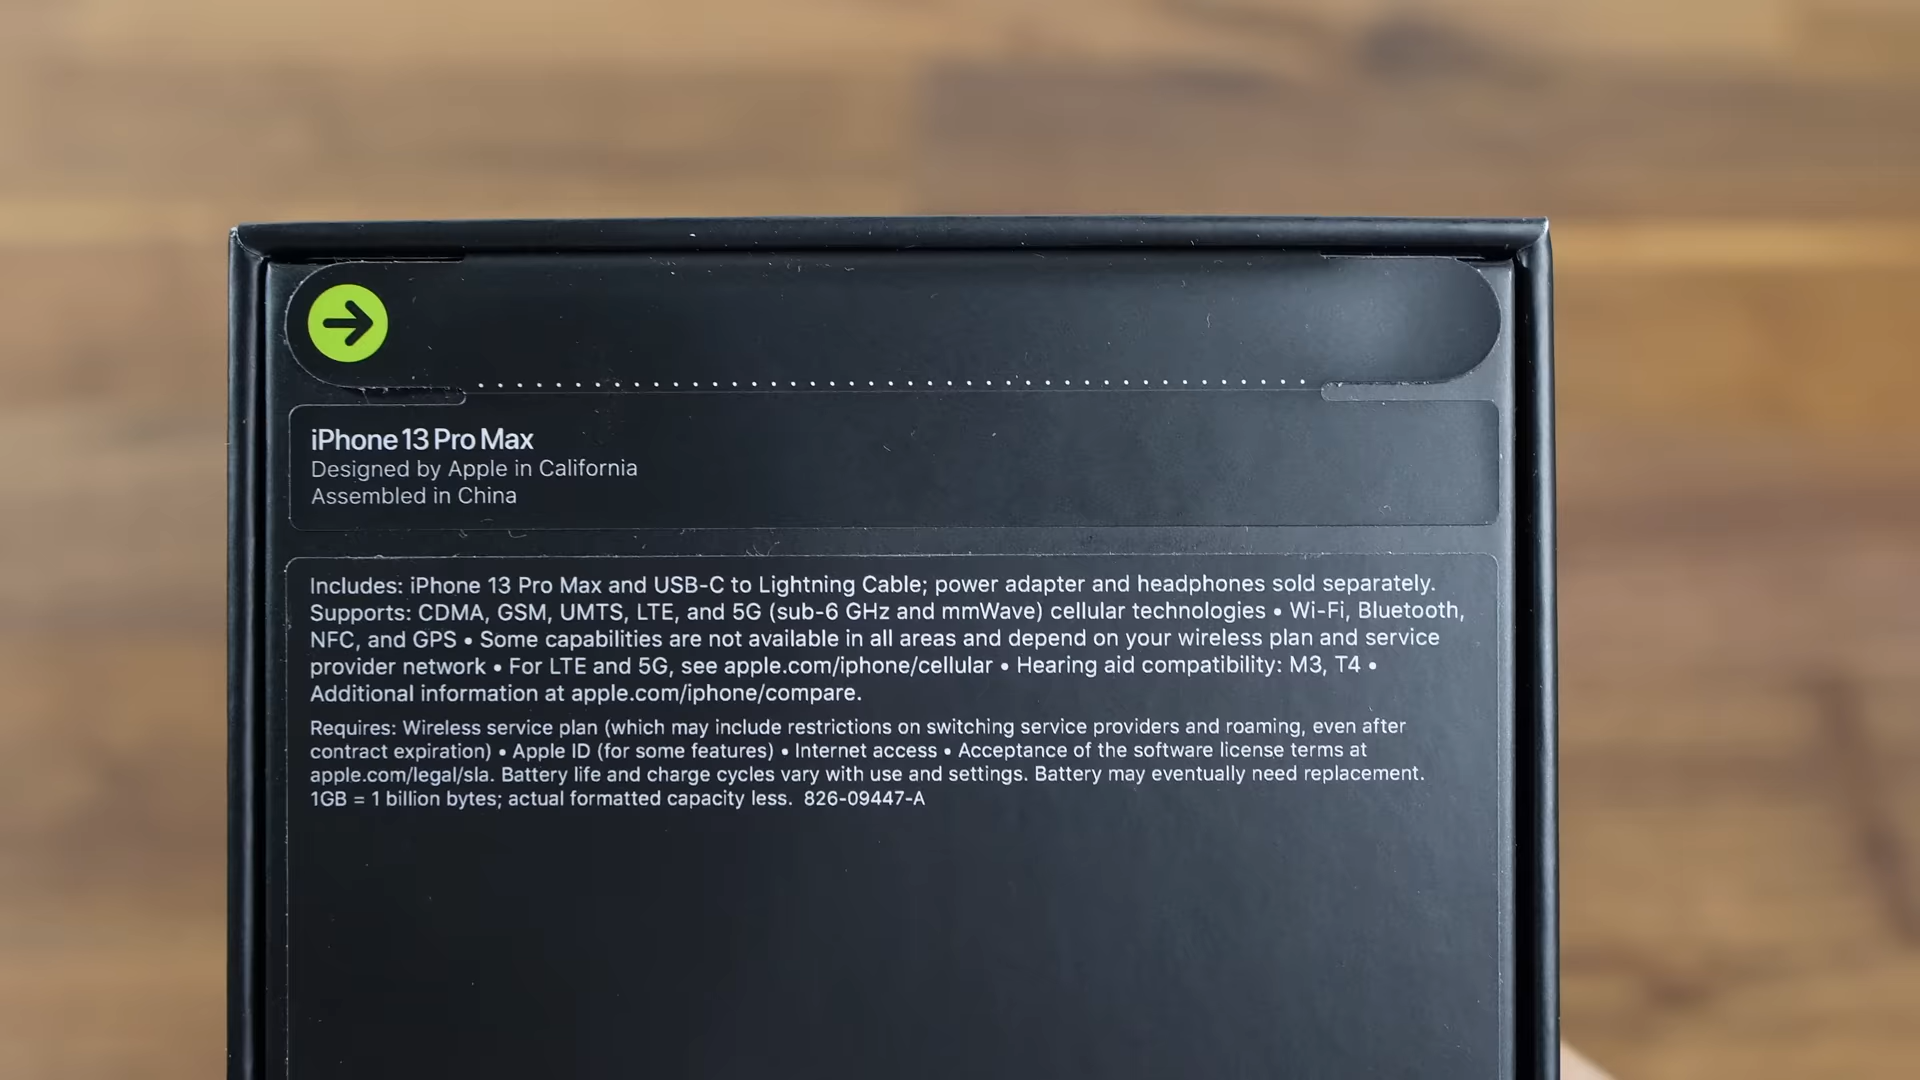 iPhone 13 Pro Max
Designed by Apple in California
Assembled in China
Includes: iPhone 13 Pro Max and USB-C to Lightning Cable; power adapter and headphones sold separately.
Supports: CDMA, GSM, UMTS, LTE, and 5G (sub-6 GHz and mmWave) cellular technologies • Wi-Fi, Bluetooth,
NFC, and GPS • Some capabilities are not available in all areas and depend on your wireless plan and service
provider network • For LTE and 5G, see apple.com/iphone/cellular • Hearing aid compatibility: M3, T4 •
Additional information at apple.com/iphone/compare.
Requires: Wireless service plan (which may include restrictions on switching service providers and roaming, even after
contract expiration) • Apple ID (for some features) • Internet access • Acceptance of the software license terms at
apple.com/legal/sla. Battery life and charge cycles vary with use and settings. Battery may eventually need replacement.
1GB = 1 billion bytes; actual formatted capacity less. 826-09447-A